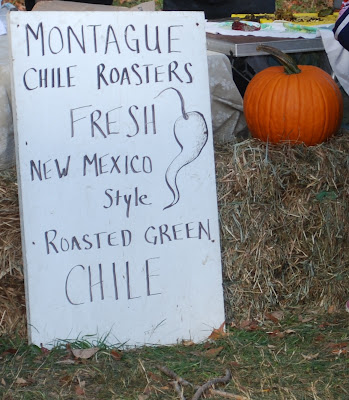 MONTAGUE
CHILE ROASTERS
FRESH
NEW MEXICO
Style
ROASTED GREEN
CHILE